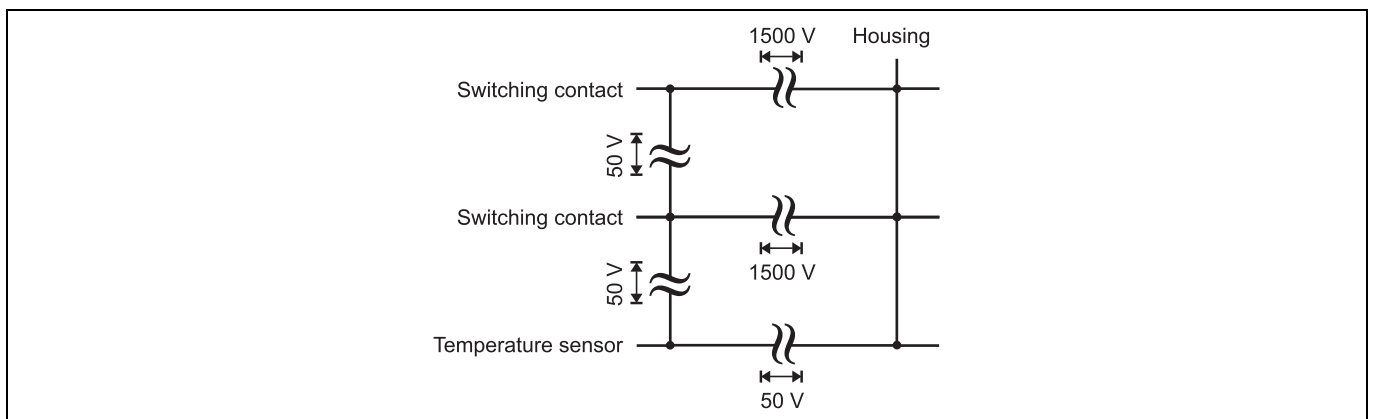 1500 V
Housing
Switching contact
50 V
Switching contact
1500 V
50 V
Temperature sensor
50 V